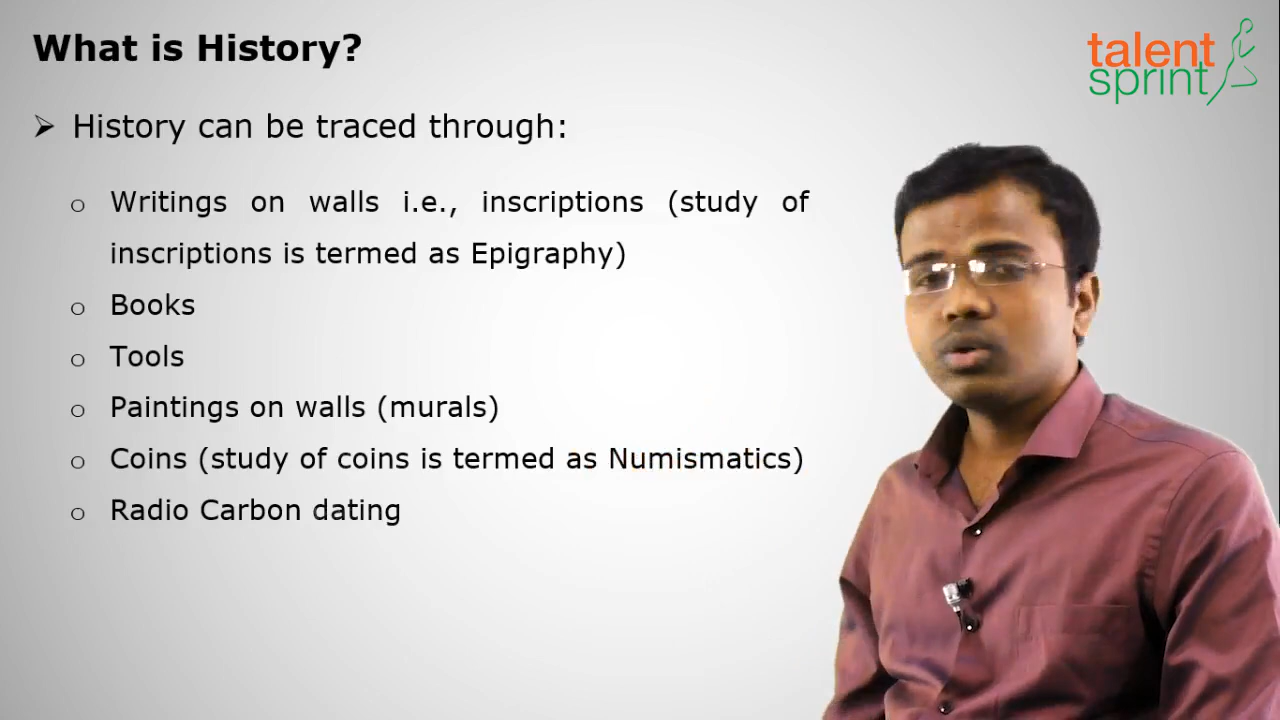 What is History?
talent
sprint
➢ History can be traced through:
o Writings on walls i.e., inscriptions (study of
inscriptions is termed as Epigraphy)
o Books
o Tools
o Paintings on walls (murals)
o Coins (study of coins is termed as Numismatics)
o Radio Carbon dating